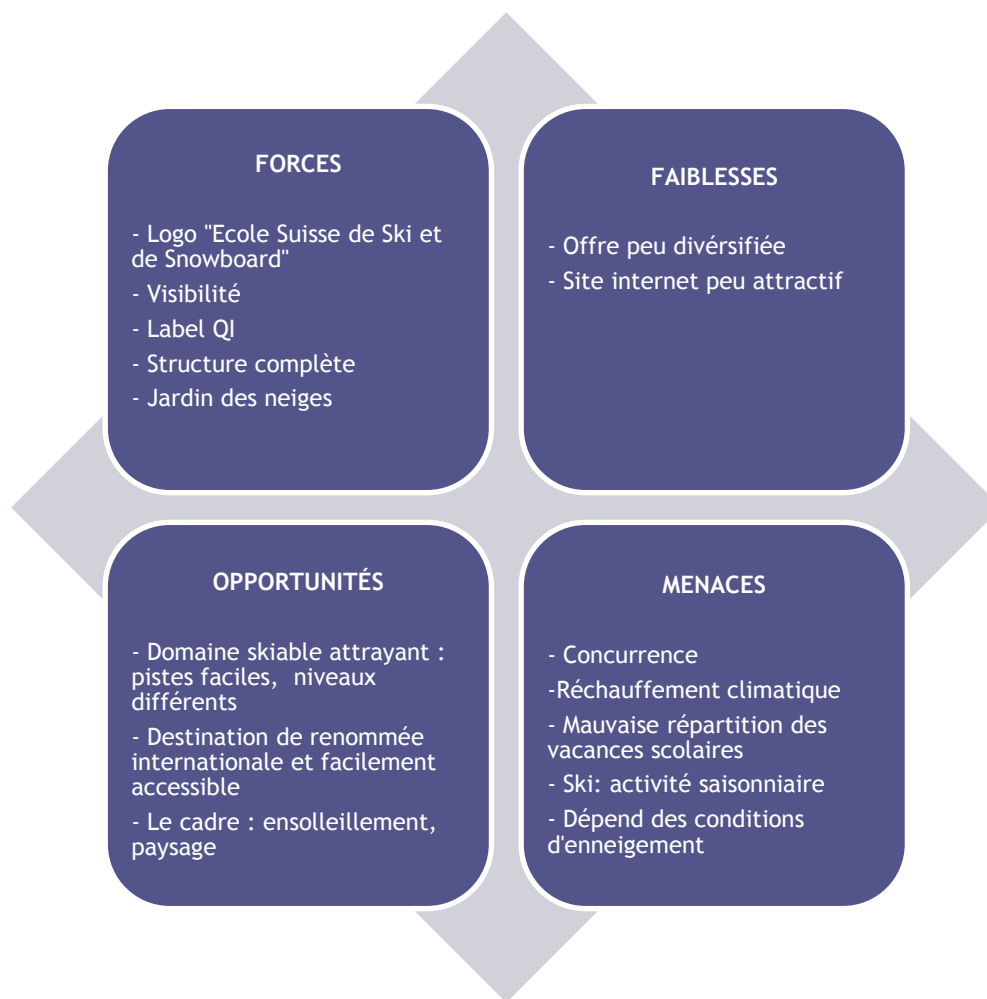 FORCES
- Logo "Ecole Suisse de Ski et
de Snowboard"
- Visibilité
- Label QI
- Structure complète
- Jardin des neiges
FAIBLESSES
- Offre peu divérsifiée
- Site internet peu attractif
OPPORTUNITÉS
- Domaine skiable attrayant :
pistes faciles, niveaux
différents
- Destination de renommée
internationale et facilement
accessible
- Le cadre : ensolleillement,
paysage
MENACES
- Concurrence
-Réchauffement climatique
- Mauvaise répartition des
vacances scolaires
- Ski: activité saisonniaire
- Dépend des conditions
d'enneigement